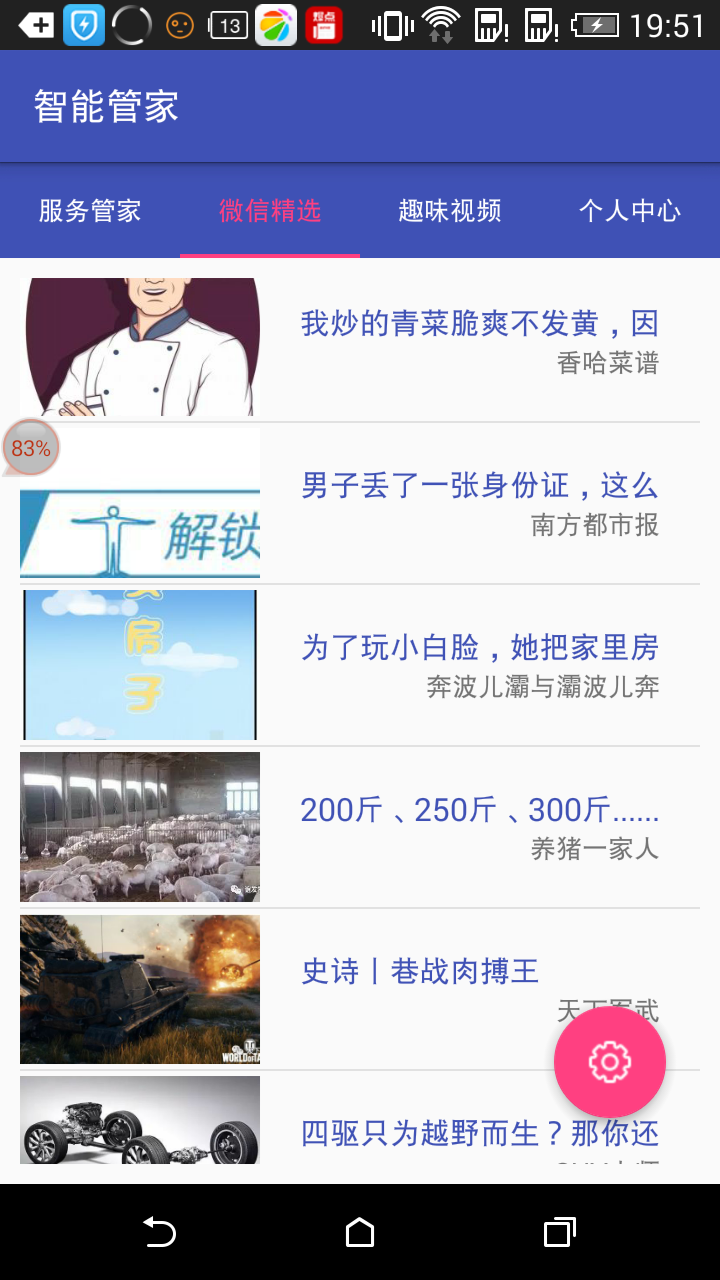 13
19:51
智能管家
服务管家
微信精选
趣味视频
个人中心
我炒的青菜脆爽不发黄，因
香哈菜谱
83%
男子丢了一张身份证，这么
南方都市报
解锁
房
子
为了玩小白脸，她把家里房
奔波儿灞与灞波儿奔
200斤、250斤、300斤......
养猪一家人
史诗丨巷战肉搏王
四驱只为越野而生？那你还